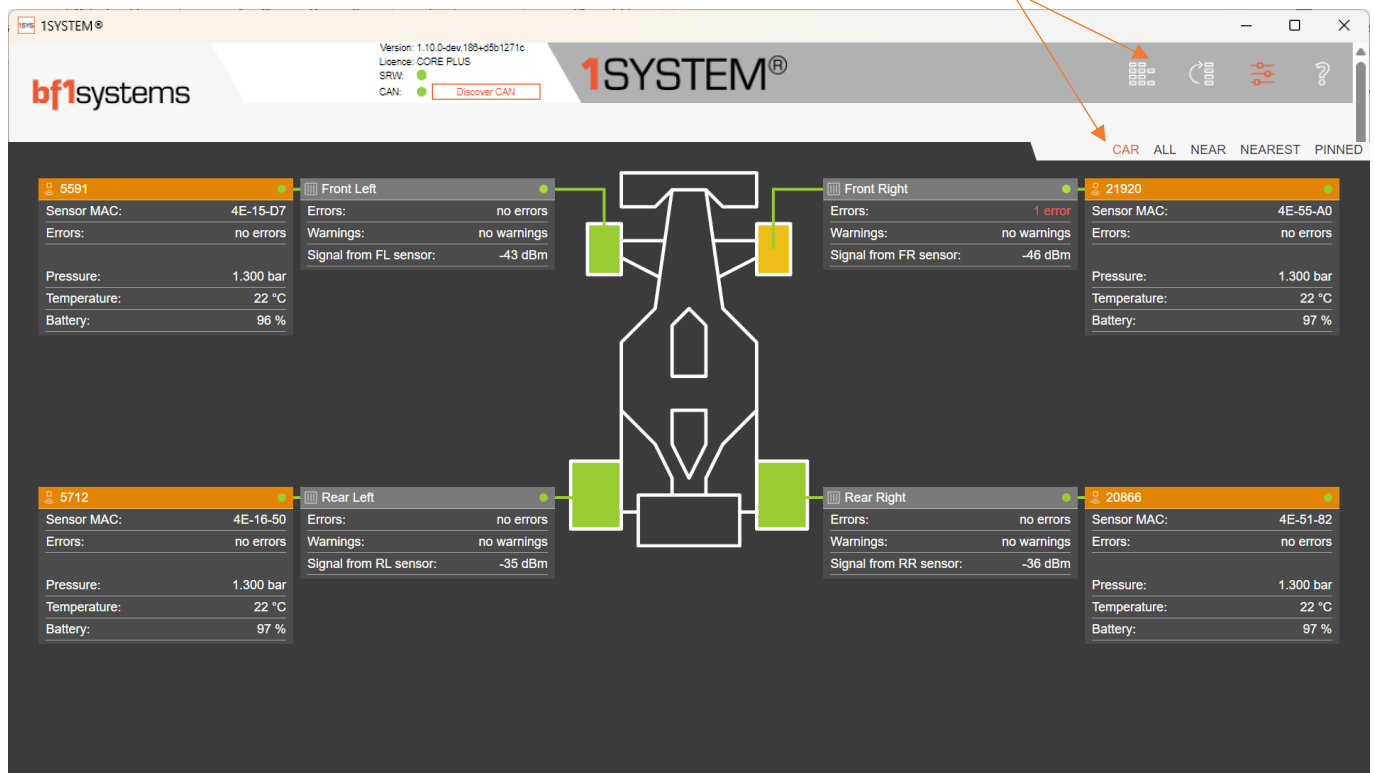 1SYS 1SYSTEM®
Version: 1.10.0-dev.186+d5b1271c
Licence: CORE PLUS
SRW:
CAN: Discover CAN
bf1systems
1SYSTEM®
?
CAR ALL NEAR NEAREST PINNED
5591
Sensor MAC: 4E-15-D7
Errors: no errors
Pressure: 1.300 bar
Temperature: 22 °C
Battery: 96 %
Front Left
Errors: no errors
Warnings: no warnings
Signal from FL sensor: -43 dBm
Front Right
Errors: 1 error
Warnings: no warnings
Signal from FR sensor: -46 dBm
21920
Sensor MAC: 4E-55-A0
Errors: no errors
Pressure: 1.300 bar
Temperature: 22 °C
Battery: 97 %
5712
Sensor MAC: 4E-16-50
Errors: no errors
Pressure: 1.300 bar
Temperature: 22 °C
Battery: 97 %
Rear Left
Errors: no errors
Warnings: no warnings
Signal from RL sensor: -35 dBm
Rear Right
Errors: no errors
Warnings: no warnings
Signal from RR sensor: -36 dBm
20866
Sensor MAC: 4E-51-82
Errors: no errors
Pressure: 1.300 bar
Temperature: 22 °C
Battery: 97 %